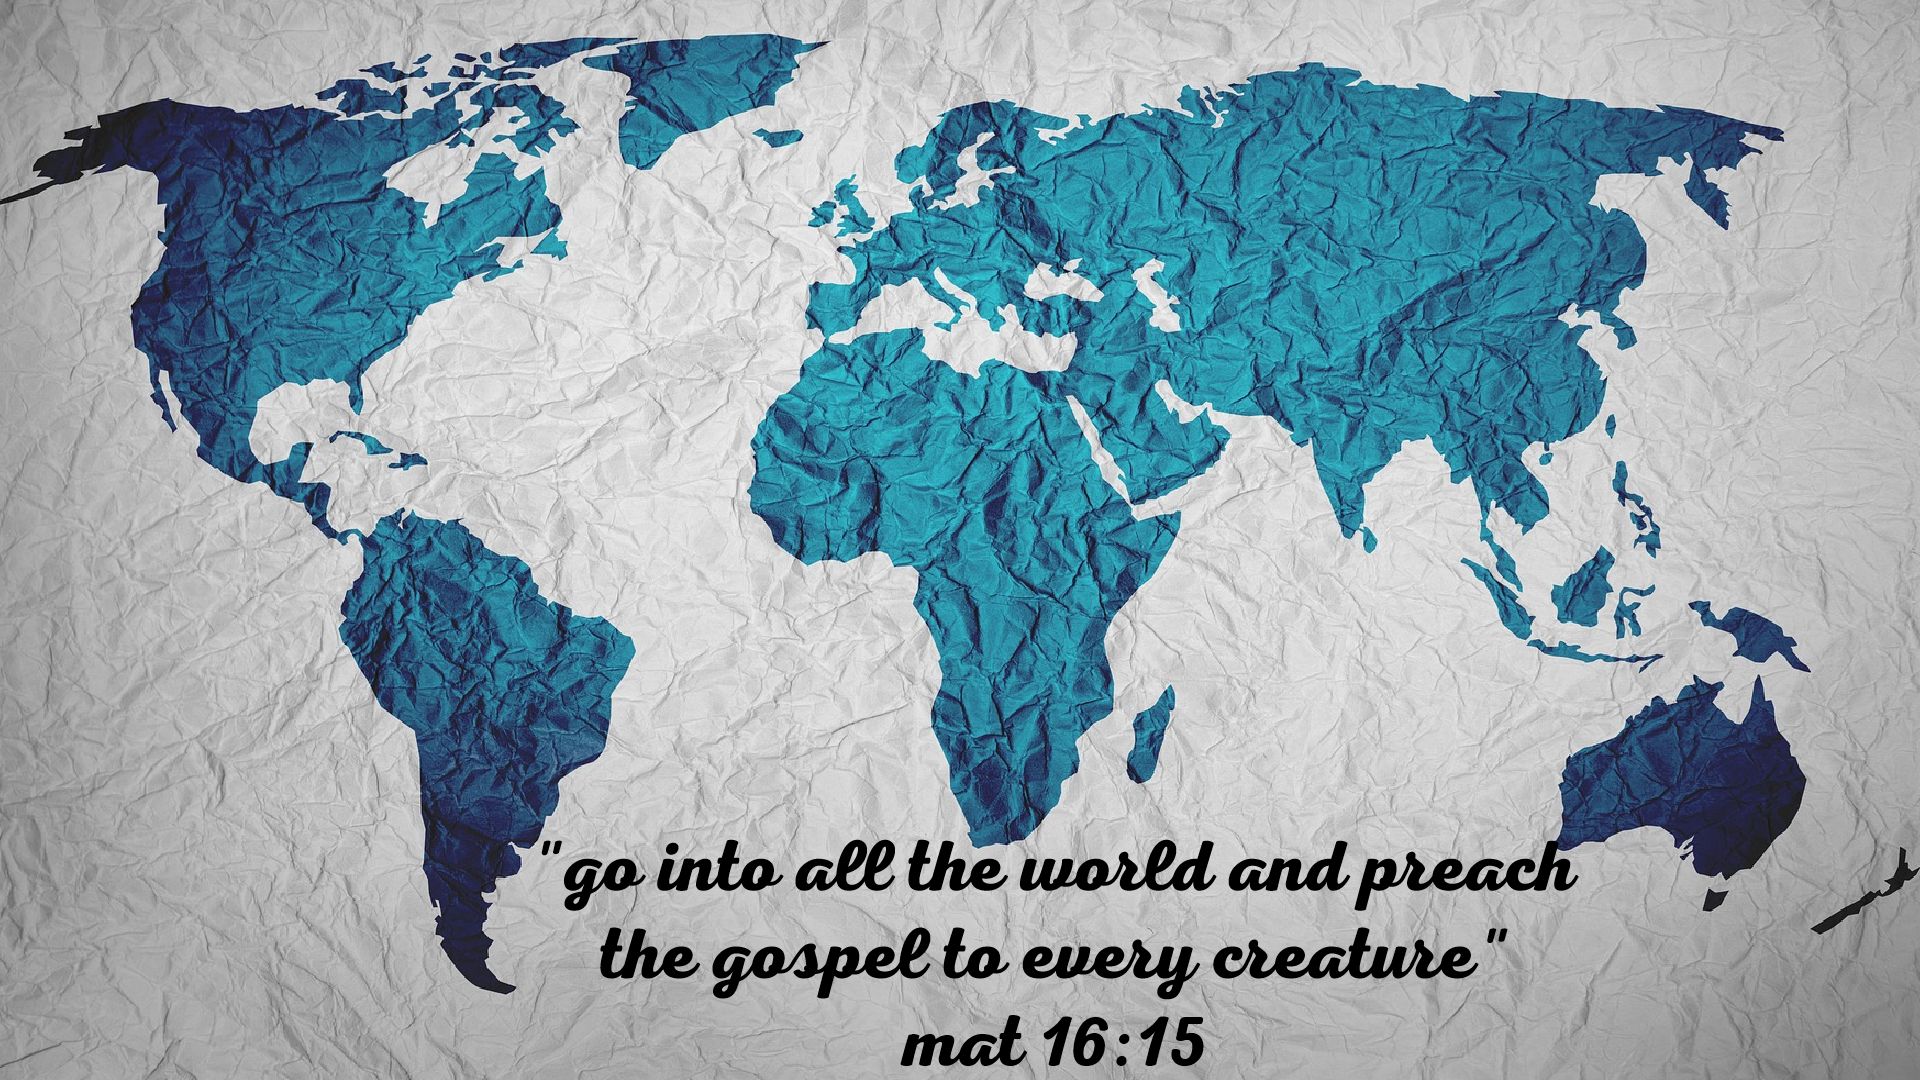 "go into all the world and preach
the gospel to every creature"
mat 16:15